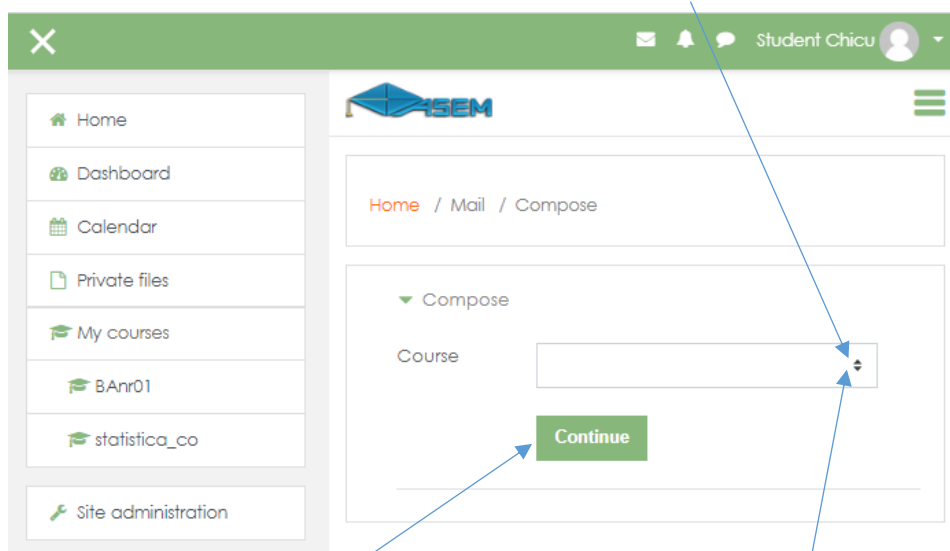 Student Chicu
ASEM
Home
Dashboard
Calendar
Private files
My courses
BAnr01
statistica_co
Site administration
Home / Mail / Compose
Compose
Course
Continue